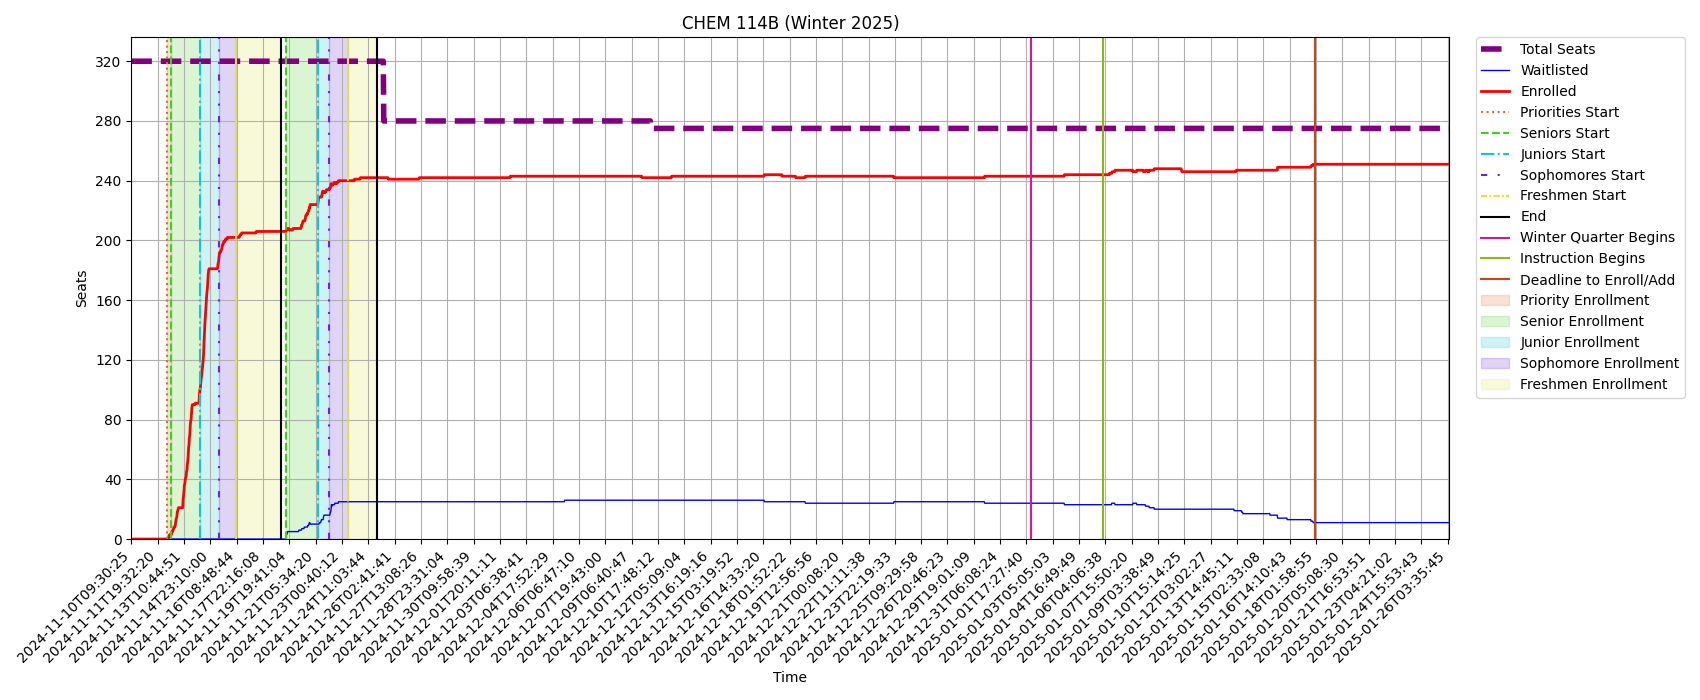 CHEM 114B (Winter 2025)
Seats
320
280
240
200
160
120
80
40
0
2024-11-10T09:30:25
2024-11-11T19:32:20
2024-11-13T10:44:51
2024-11-14T23:10:00
2024-11-16T08:48:44
2024-11-17T22:16:08
2024-11-19T19:41:04
2024-11-21T05:34:20
2024-11-23T00:40:12
2024-11-24T11:03:44
2024-11-26T02:41:41
2024-11-27T13:08:26
2024-11-28T23:31:04
2024-11-30T09:58:39
2024-12-01T20:11:11
2024-12-03T06:38:41
2024-12-04T17:52:29
2024-12-06T06:47:10
2024-12-07T19:43:00
2024-12-09T06:40:47
2024-12-10T17:48:12
2024-12-12T05:09:04
2024-12-13T16:19:16
2024-12-15T03:19:52
2024-12-16T14:33:20
2024-12-18T01:52:22
2024-12-19T12:56:56
2024-12-21T00:08:20
2024-12-22T11:11:38
2024-12-23T22:19:33
2024-12-25T09:29:58
2024-12-26T20:46:23
2024-12-29T19:01:09
2024-12-31T06:08:24
2025-01-01T17:27:40
2025-01-03T05:05:03
2025-01-04T16:49:49
2025-01-06T04:06:38
2025-01-07T15:50:20
2025-01-09T03:38:49
2025-01-10T15:14:25
2025-01-12T03:02:27
2025-01-13T14:45:11
2025-01-15T02:33:08
2025-01-16T14:10:43
2025-01-18T01:58:55
2025-01-20T05:08:30
2025-01-21T16:53:51
2025-01-23T04:21:02
2025-01-24T15:53:43
2025-01-26T03:35:45
Time
Total Seats
Waitlisted
Enrolled
Priorities Start
Seniors Start
Juniors Start
Sophomores Start
Freshmen Start
End
Winter Quarter Begins
Instruction Begins
Deadline to Enroll/Add
Priority Enrollment
Senior Enrollment
Junior Enrollment
Sophomore Enrollment
Freshmen Enrollment